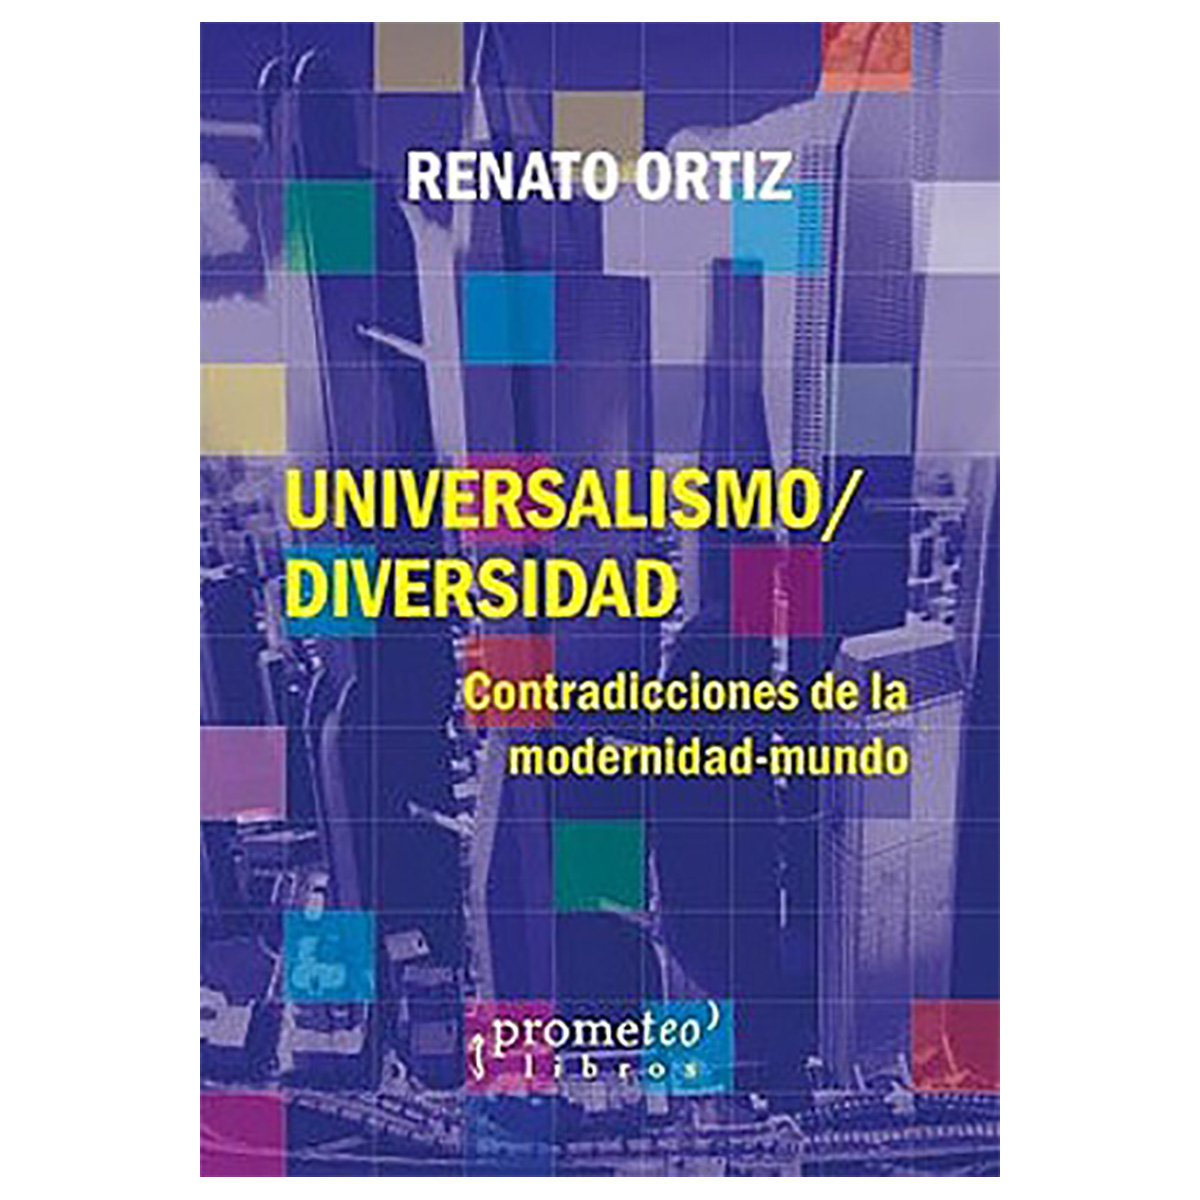 RENATO ORTIZ
UNIVERSALISMO/
DIVERSIDAD
Contradicciones de la
modernidad-mundo
prometeo
libros